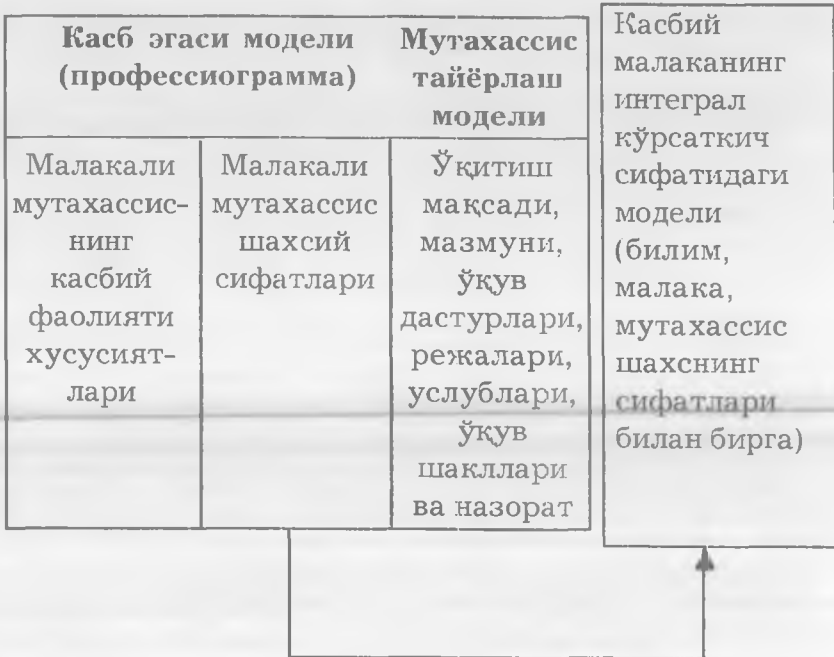 Касб эгаси модели
(профессиограмма)
Мутахассис
тайёрлаш
модели
Малакали
мутахассис-
нинг
касбий
фаолияти
хусусият-
лари
Малакали
мутахассис
шахсий
сифатлари
Ўқитиш
мақсади,
мазмуни,
ўқув
дастурлари,
режалари,
услублари,
ўқув
шакллари
ва назорат
Касбий
малаканинг
интеграл
кўрсаткич
сифатидаги
модели
(билим,
малака,
мутахассис
шахснинг
сифатлари
билан бирга)